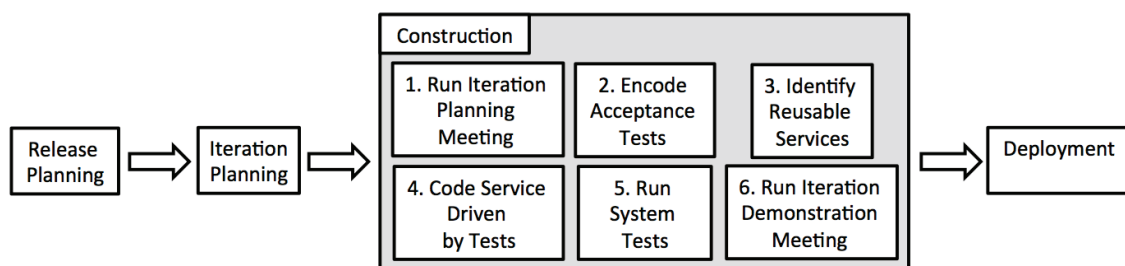 Construction
1. Run Iteration
Planning
Meeting
2. Encode
Acceptance
Tests
3. Identify
Reusable
Services
Release
Planning
Iteration
Planning
Deployment
4. Code Service
Driven
by Tests
5. Run
System
Tests
6. Run Iteration
Demonstration
Meeting